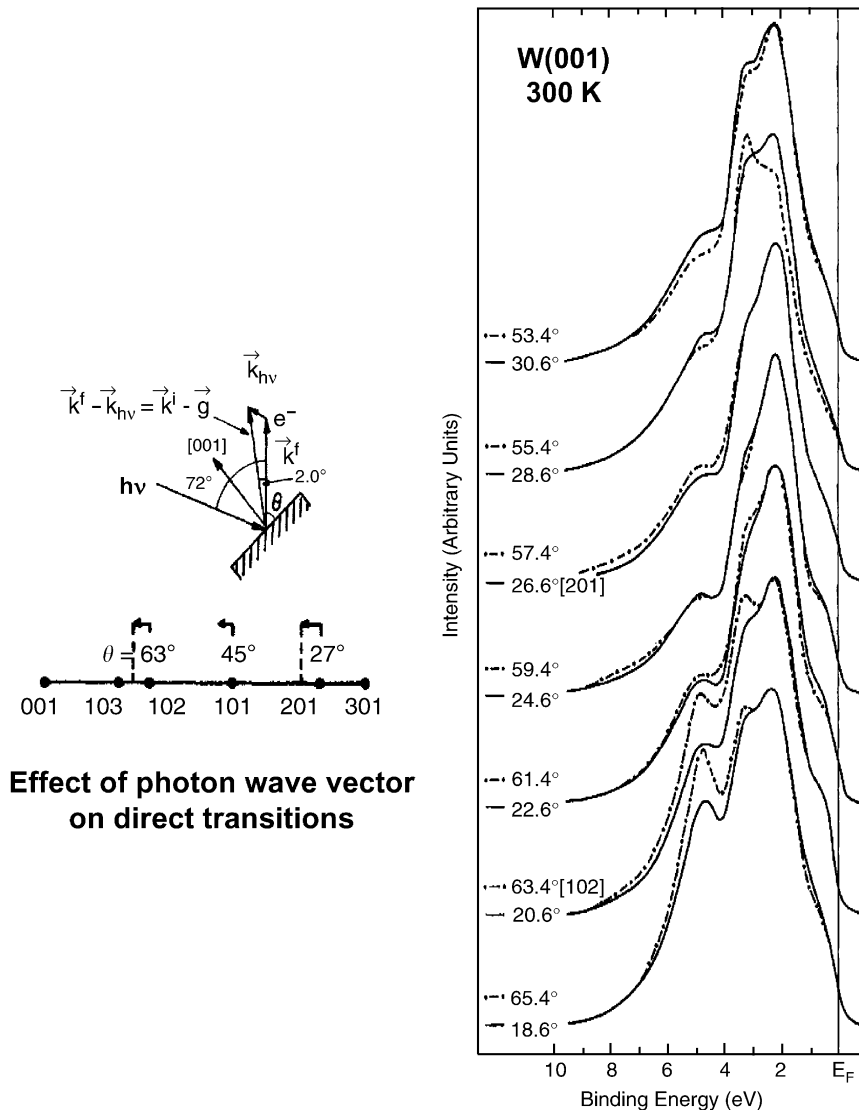 W(001)
300 K
k⃗hν
k⃗ᶠ – k⃗hν = k⃗ⁱ - g⃗
e⁻
[001]
k⃗ᶠ
72°
2.0°
hν
θ
θ = 63° 45° 27°
001 103 102 101 201 301
Effect of photon wave vector
on direct transitions
Intensity (Arbitrary Units)
53.4°
30.6°
55.4°
28.6°
57.4°
26.6°[201]
59.4°
24.6°
61.4°
22.6°
63.4°[102]
20.6°
65.4°
18.6°
10 8 6 4 2 EF
Binding Energy (eV)